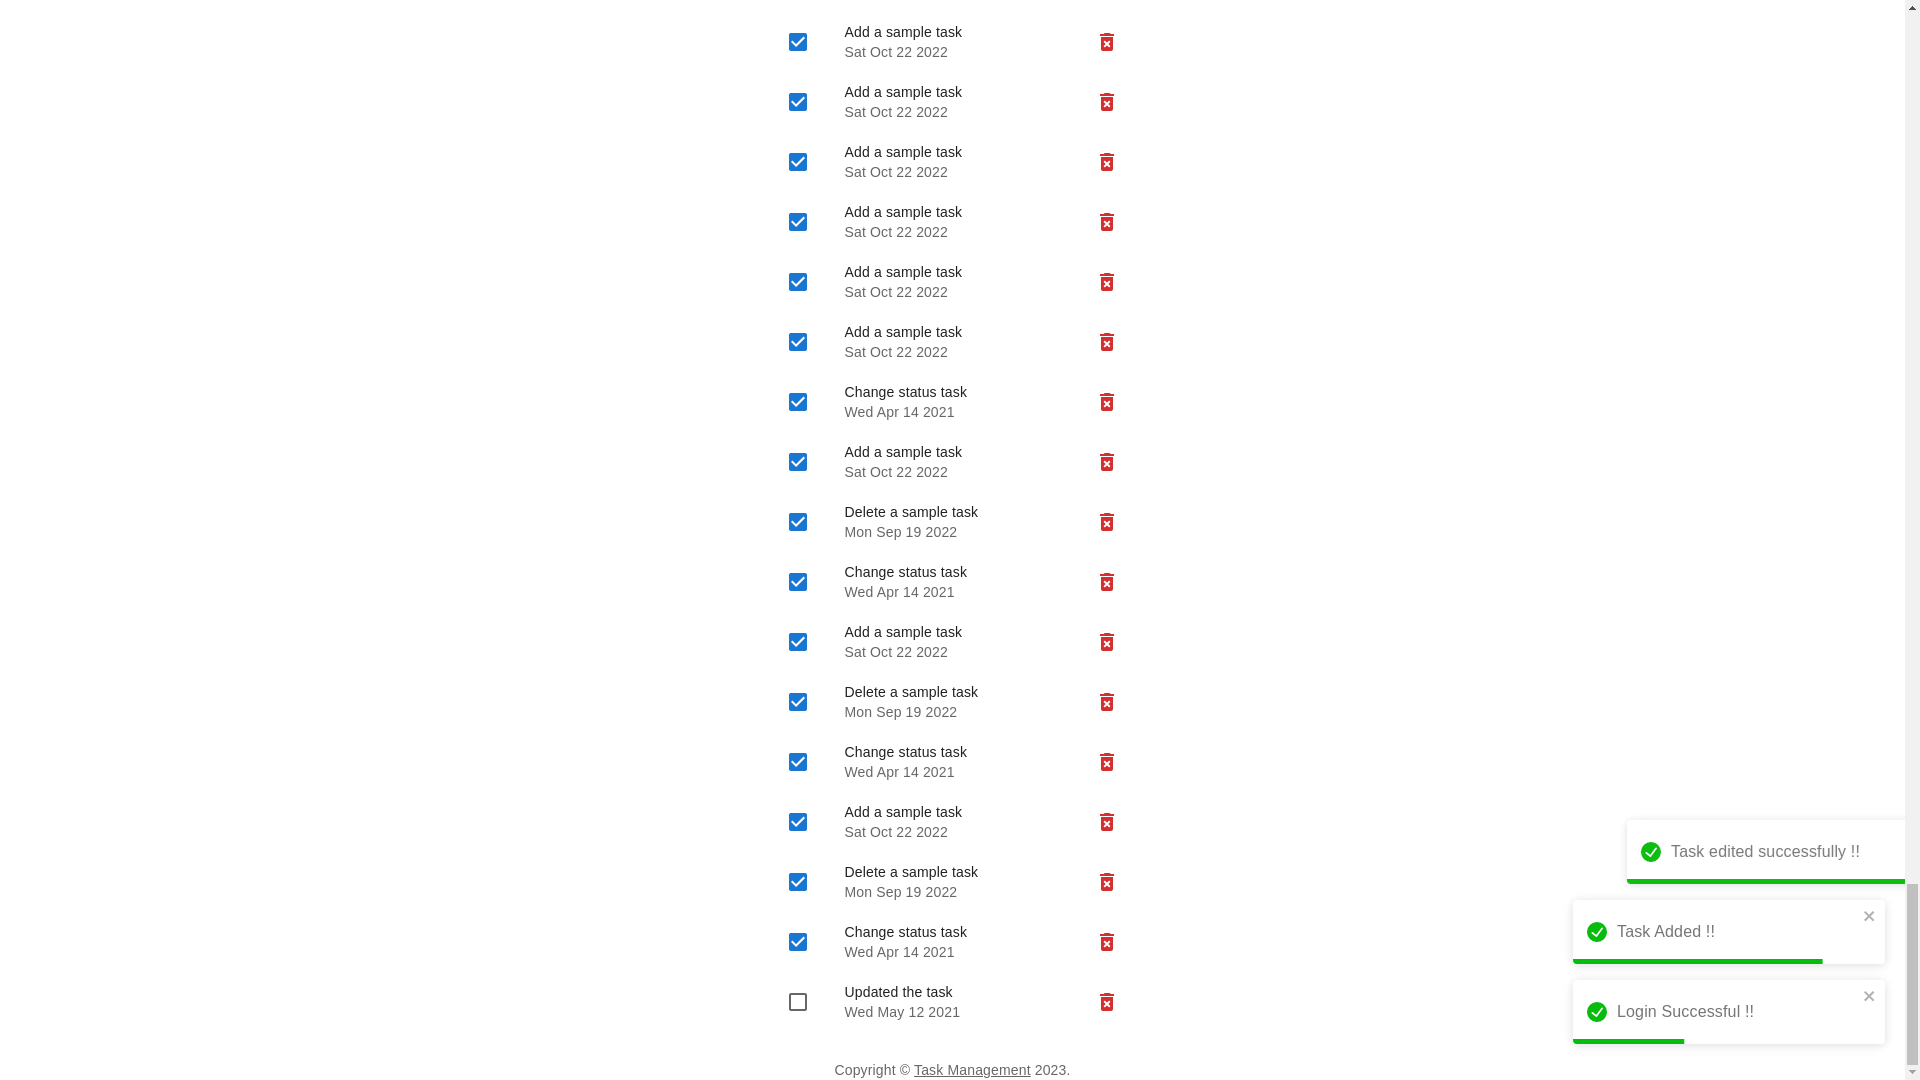 Add a sample task
Sat Oct 22 2022
Add a sample task
Sat Oct 22 2022
Add a sample task
Sat Oct 22 2022
Add a sample task
Sat Oct 22 2022
Add a sample task
Sat Oct 22 2022
Add a sample task
Sat Oct 22 2022
Change status task
Wed Apr 14 2021
Add a sample task
Sat Oct 22 2022
Delete a sample task
Mon Sep 19 2022
Change status task
Wed Apr 14 2021
Add a sample task
Sat Oct 22 2022
Delete a sample task
Mon Sep 19 2022
Change status task
Wed Apr 14 2021
Add a sample task
Sat Oct 22 2022
Delete a sample task
Mon Sep 19 2022
Change status task
Wed Apr 14 2021
Updated the task
Wed May 12 2021
Copyright © Task Management 2023.
Task edited successfully !!
Task Added !!
Login Successful !!